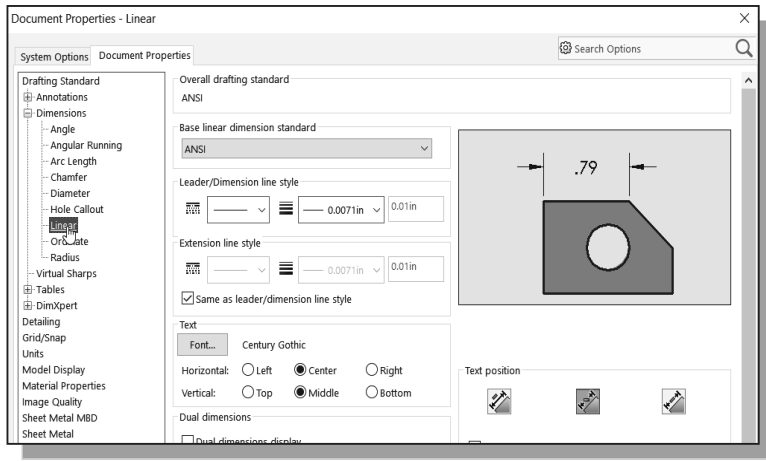 Document Properties - Linear
System Options
Document Properties
Search Options
Drafting Standard
Annotations
Dimensions
Angle
Angular Running
Arc Length
Chamfer
Diameter
Hole Callout
Linear
Radius
Virtual Sharps
Tables
DimXpert
Detailing
Grid/Snap
Units
Model Display
Material Properties
Image Quality
Sheet Metal MBD
Sheet Metal
Overall drafting standard
ANSI
Base linear dimension standard
ANSI
Leader/Dimension line style
0.0071in 0.01in
Extension line style
0.0071in 0.01in
Same as leader/dimension line style
Text
Font... Century Gothic
Horizontal: Left Center Right
Vertical: Top Middle Bottom
Dual dimensions
Dual dimensions display
.79
Text position